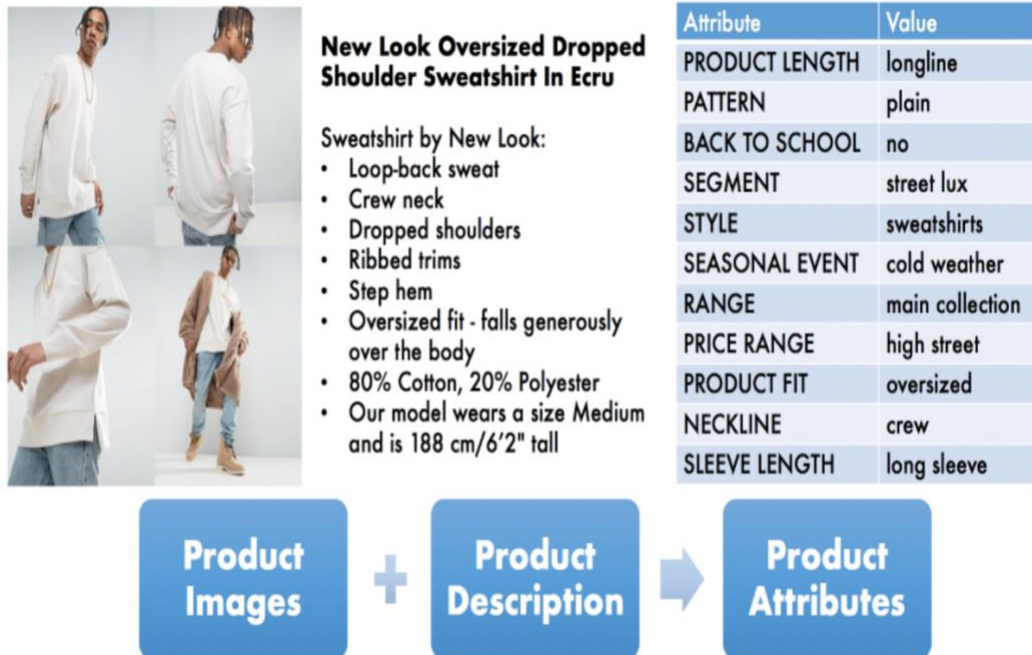 New Look Oversized Dropped
Shoulder Sweatshirt In Ecru
Sweatshirt by New Look:
• Loop-back sweat
• Crew neck
• Dropped shoulders
• Ribbed trims
• Step hem
• Oversized fit - falls generously
over the body
• 80% Cotton, 20% Polyester
• Our model wears a size Medium
and is 188 cm/6'2" tall
Attribute Value
PRODUCT LENGTH longline
PATTERN plain
BACK TO SCHOOL no
SEGMENT street lux
STYLE sweatshirts
SEASONAL EVENT cold weather
RANGE main collection
PRICE RANGE high street
PRODUCT FIT oversized
NECKLINE crew
SLEEVE LENGTH long sleeve
Product
Images
+
Product
Description
Product
Attributes